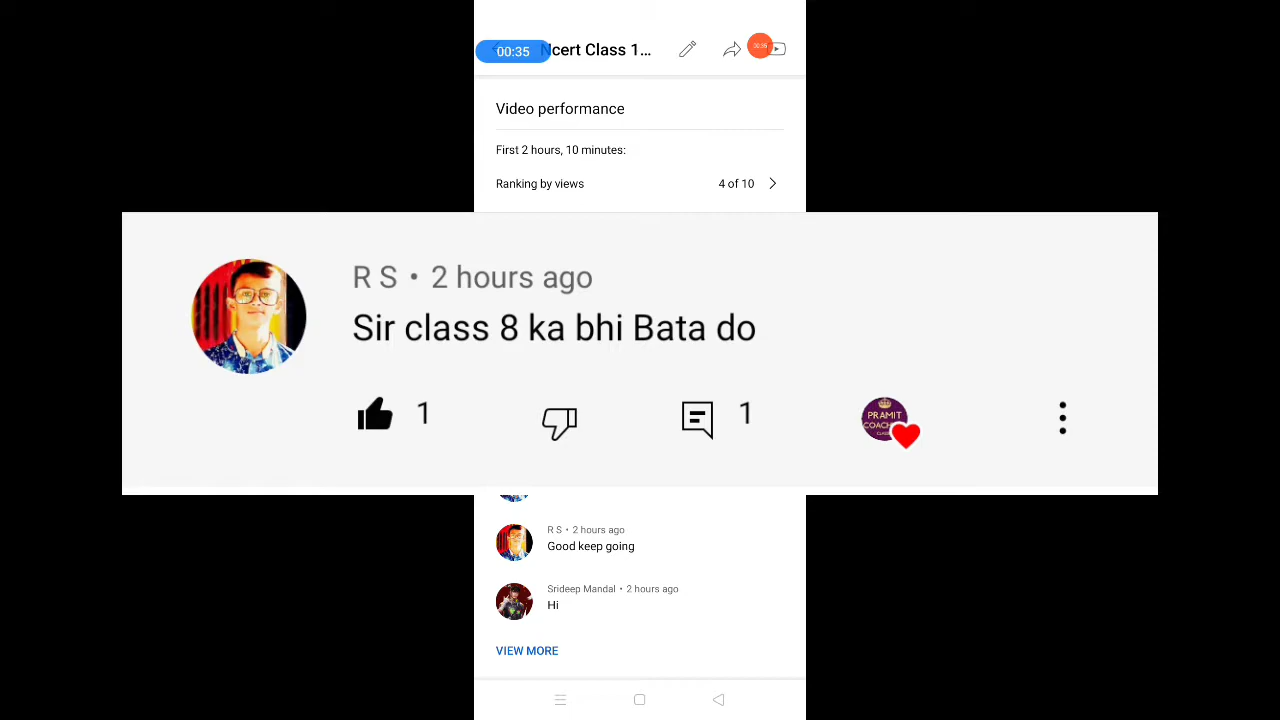 00:35
Ncert Class 1...
Video performance
First 2 hours, 10 minutes:
Ranking by views 4 of 10
R S • 2 hours ago
Sir class 8 ka bhi Bata do
1 1
PRAMIT
R S • 2 hours ago
Good keep going
Srideep Mandal • 2 hours ago
Hi
VIEW MORE